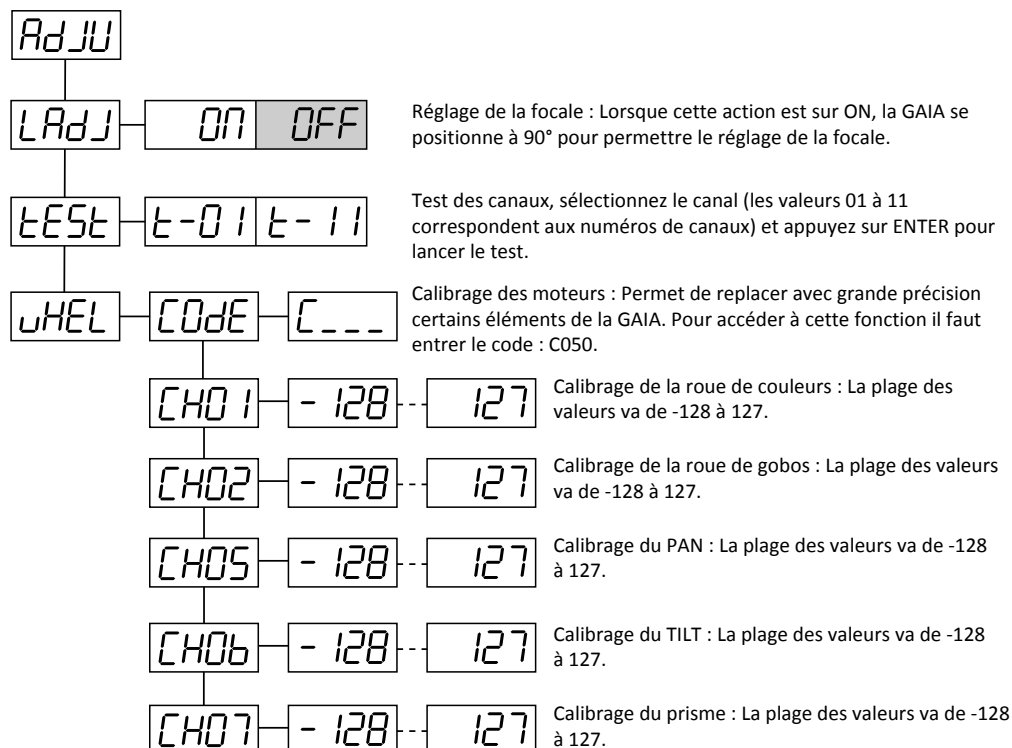 AdJU
LAdJ ON OFF
Réglage de la focale : Lorsque cette action est sur ON, la GAIA se
positionne à 90° pour permettre le réglage de la focale.
tESt t-01 t-11
Test des canaux, sélectionnez le canal (les valeurs 01 à 11
correspondent aux numéros de canaux) et appuyez sur ENTER pour
lancer le test.
uHEL COdE C___
Calibrage des moteurs : Permet de replacer avec grande précision
certains éléments de la GAIA. Pour accéder à cette fonction il faut
entrer le code : C050.
CH01 -128 127
Calibrage de la roue de couleurs : La plage des
valeurs va de -128 à 127.
CH02 -128 127
Calibrage de la roue de gobos : La plage des valeurs
va de -128 à 127.
CH05 -128 127
Calibrage du PAN : La plage des valeurs va de -128
à 127.
CH0b -128 127
Calibrage du TILT : La plage des valeurs va de -128
à 127.
CH07 -128 127
Calibrage du prisme : La plage des valeurs va de -128
à 127.